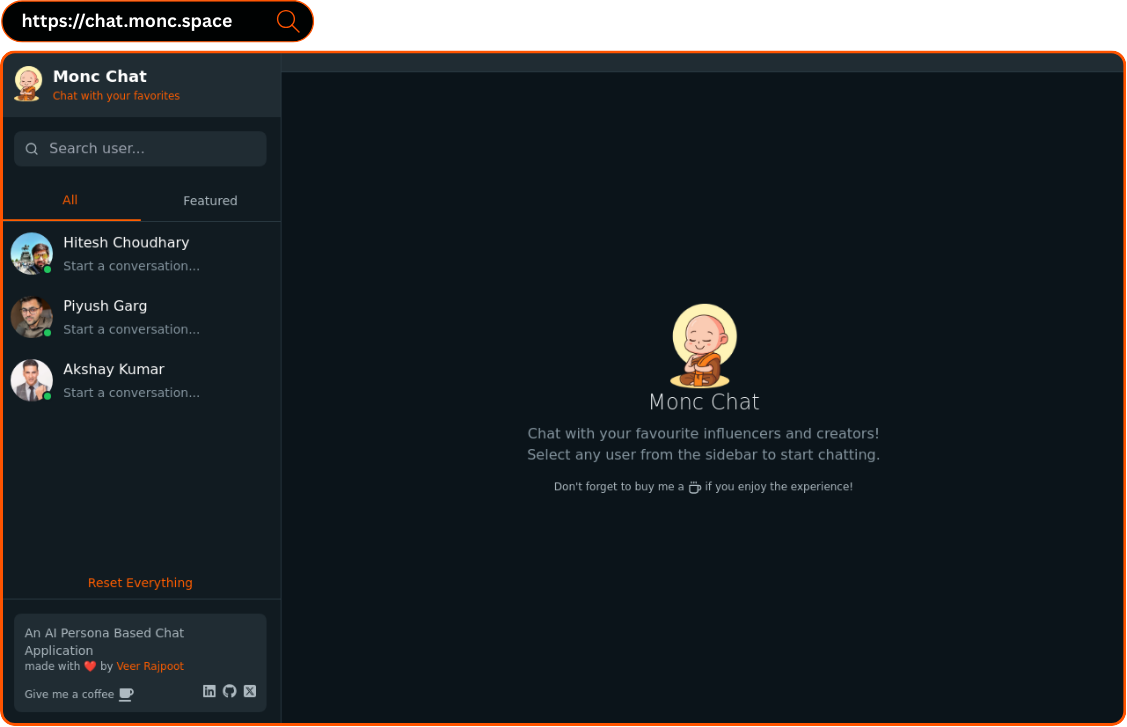 https://chat.monc.space
Monc Chat
Chat with your favorites
Search user...
All
Featured
Hitesh Choudhary
Start a conversation...
Piyush Garg
Start a conversation...
Akshay Kumar
Start a conversation...
Reset Everything
An AI Persona Based Chat
Application
made with ❤️ by Veer Rajpoot
Give me a coffee
Monc Chat
Chat with your favourite influencers and creators!
Select any user from the sidebar to start chatting.
Don't forget to buy me a if you enjoy the experience!